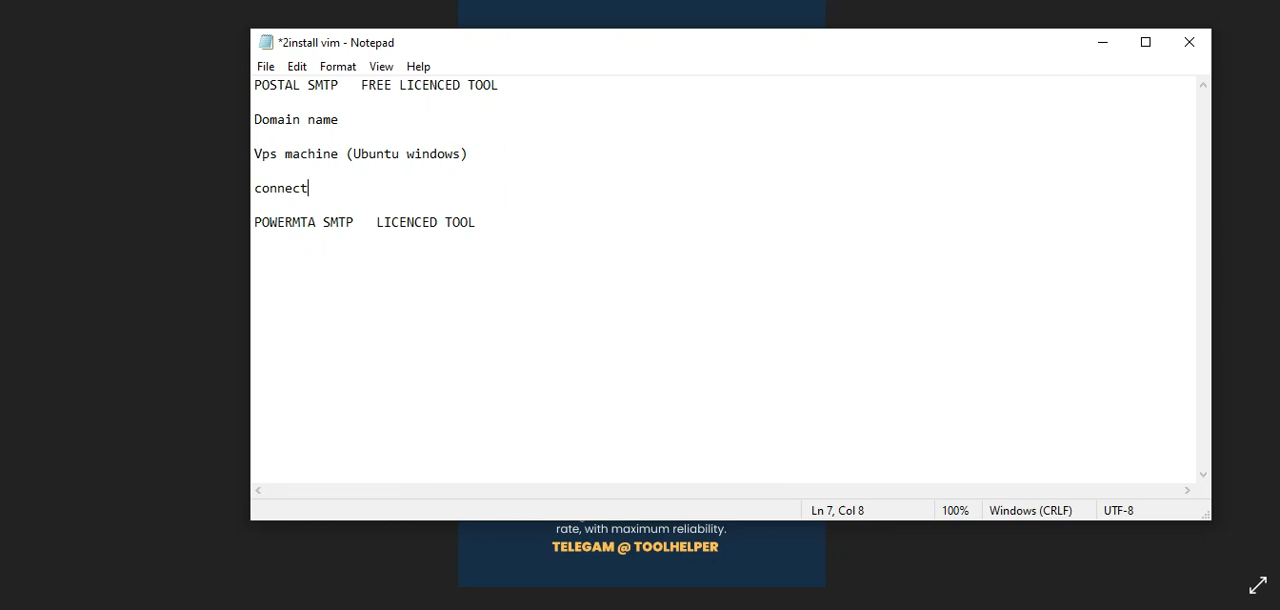 *2install vim - Notepad
File Edit Format View Help
POSTAL SMTP FREE LICENCED TOOL
Domain name
Vps machine (Ubuntu windows)
connect
POWERMTA SMTP LICENCED TOOL
Ln 7, Col 8 100% Windows (CRLF) UTF-8
rate, with maximum reliability.
TELEGAM @ TOOLHELPER